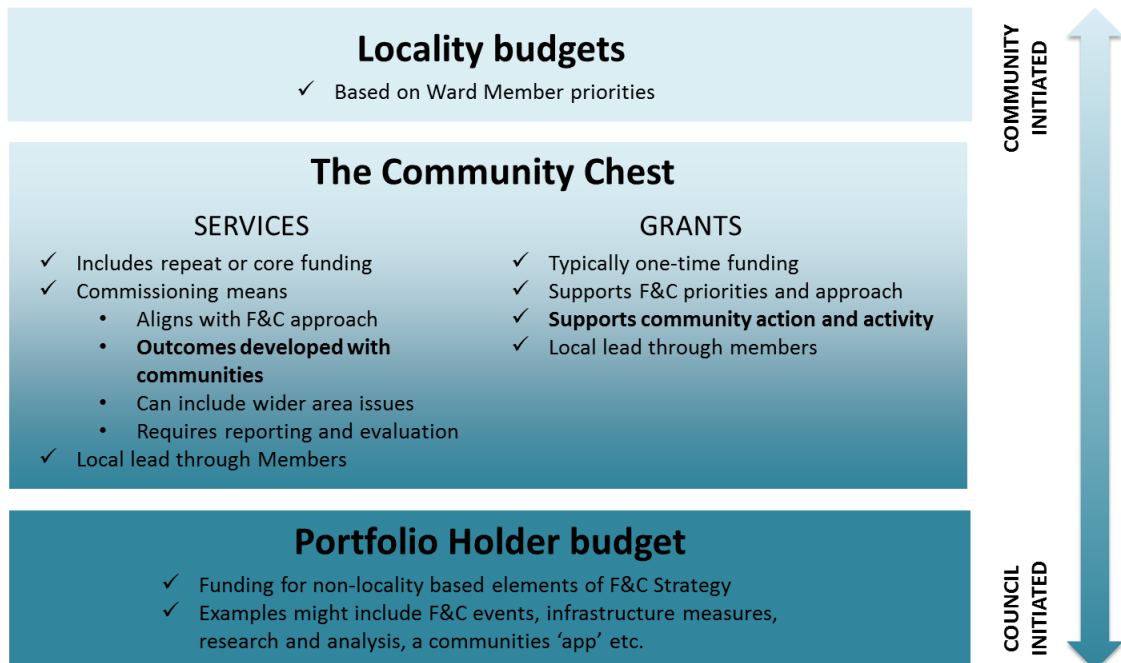 Locality budgets
✓ Based on Ward Member priorities
The Community Chest
SERVICES
✓ Includes repeat or core funding
✓ Commissioning means
• Aligns with F&C approach
• Outcomes developed with
communities
• Can include wider area issues
• Requires reporting and evaluation
✓ Local lead through Members
GRANTS
✓ Typically one-time funding
✓ Supports F&C priorities and approach
✓ Supports community action and activity
✓ Local lead through members
Portfolio Holder budget
✓ Funding for non-locality based elements of F&C Strategy
✓ Examples might include F&C events, infrastructure measures,
research and analysis, a communities ‘app’ etc.
COMMUNITY
INITIATED
COUNCIL
INITIATED